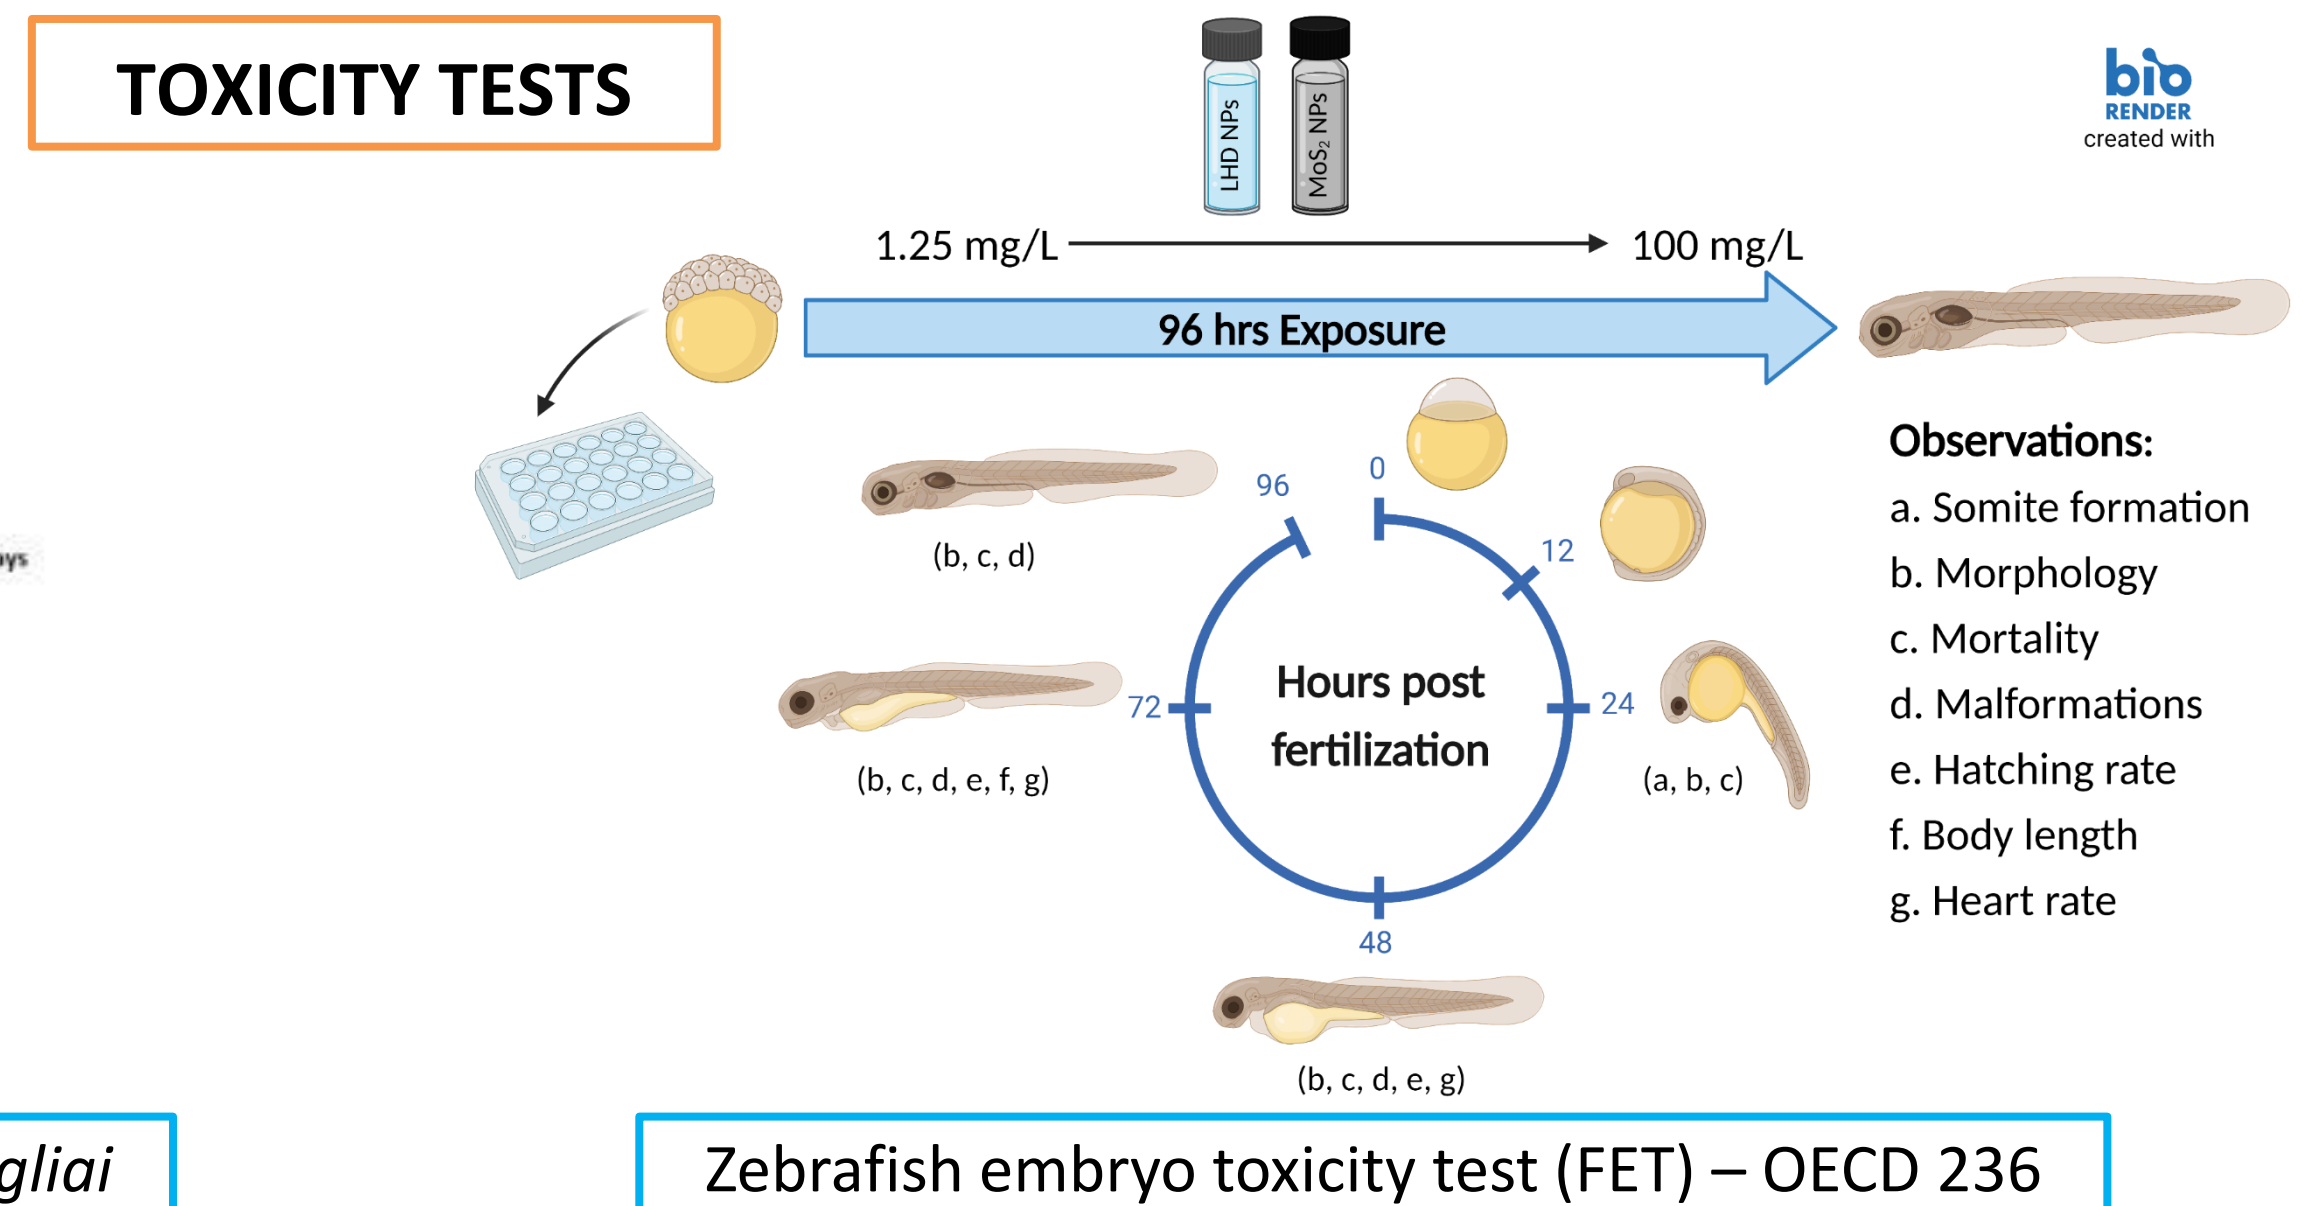 TOXICITY TESTS
LHD NPs
MoS₂ NPs
bio
RENDER
created with
1.25 mg/L
100 mg/L
96 hrs Exposure
96
0
12
24
48
72
Hours post
fertilization
(b, c, d)
(b, c, d, e, f, g)
(a, b, c)
(b, c, d, e, g)
Observations:
a. Somite formation
b. Morphology
c. Mortality
d. Malformations
e. Hatching rate
f. Body length
g. Heart rate
ays
gliai
Zebrafish embryo toxicity test (FET) – OECD 236